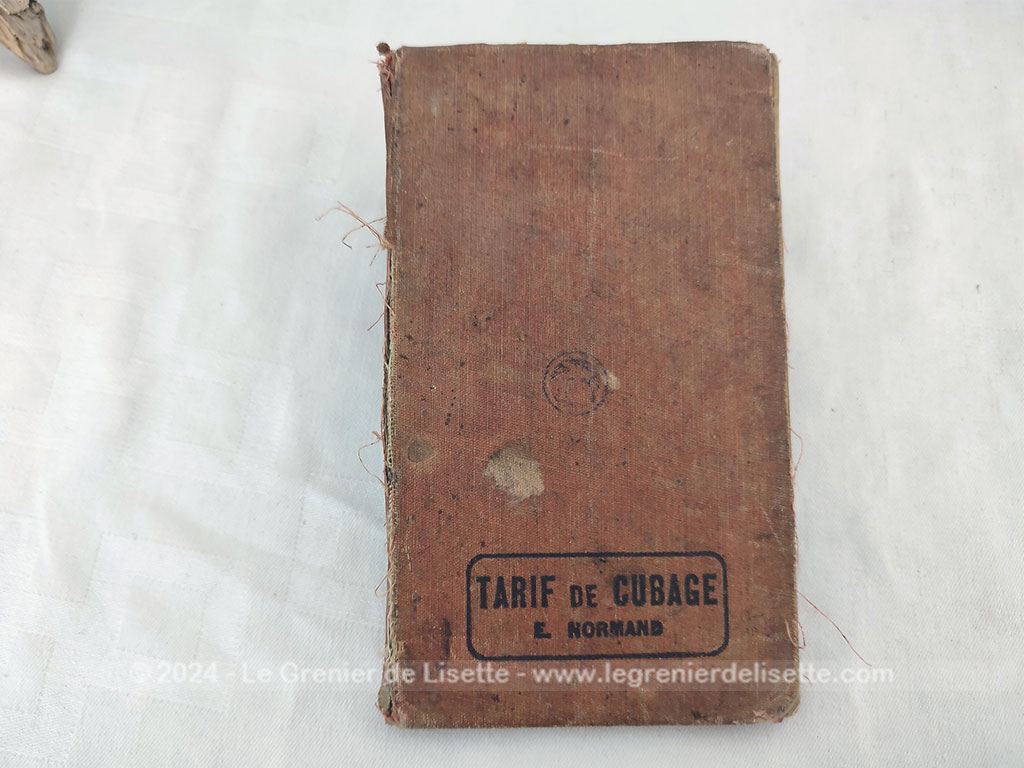 TARIF DE CUBAGE
E. NORMAND
©2024 - Le Grenier de Lisette - www.legrenierdelisette.com